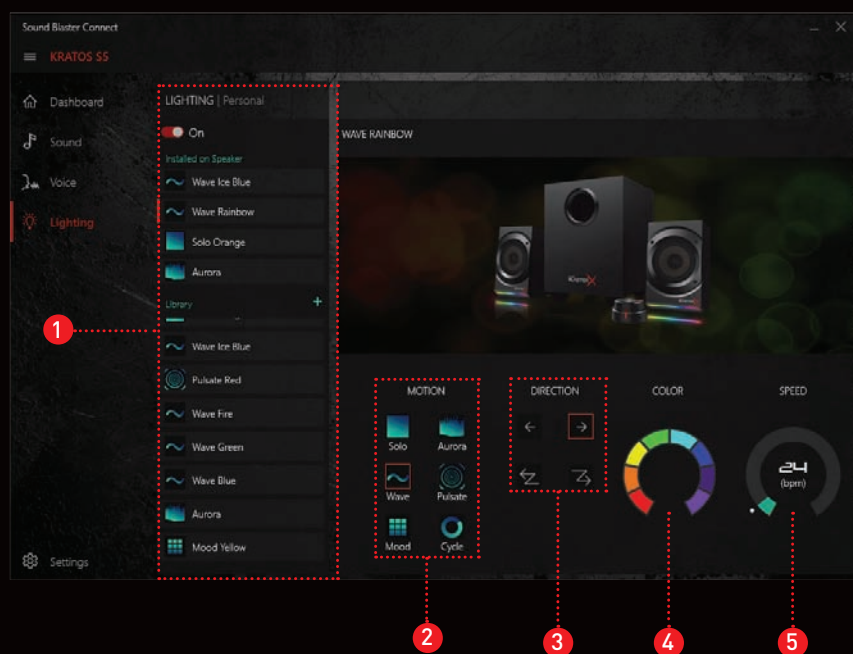 Sound Blaster Connect
KRATOS S5
Dashboard
Sound
Voice
Lighting
Settings
LIGHTING | Personal
On
Installed on Speaker
Wave Ice Blue
Wave Rainbow
Solo Orange
Aurora
Library +
Wave Ice Blue
Pulsate Red
Wave Fire
Wave Green
Wave Blue
Aurora
Mood Yellow
WAVE RAINBOW
MOTION
Solo Aurora
Wave Pulsate
Mood Cycle
DIRECTION
COLOR
SPEED
24
(bpm)
1
2
3
4
5